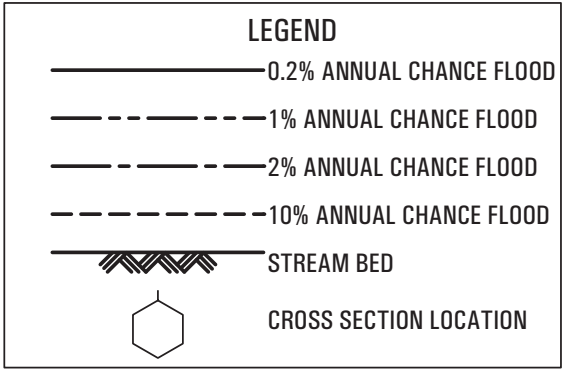 LEGEND
0.2% ANNUAL CHANCE FLOOD
1% ANNUAL CHANCE FLOOD
2% ANNUAL CHANCE FLOOD
10% ANNUAL CHANCE FLOOD
STREAM BED
CROSS SECTION LOCATION